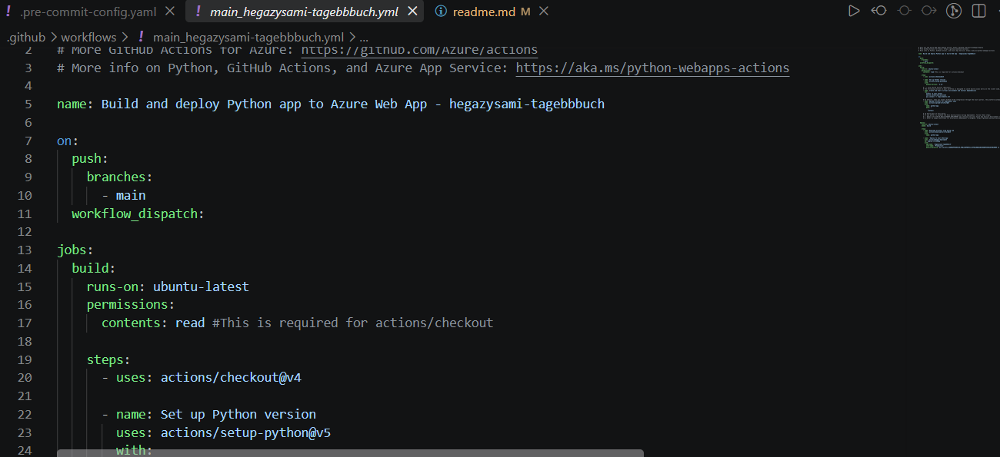 ! .pre-commit-config.yaml ! main_hegazysami-tagebbbuch.yml readme.md M
.github > workflows > ! main_hegazysami-tagebbbuch.yml > ...
2 # More GitHub Actions for Azure: https://github.com/Azure/actions
3 # More info on Python, GitHub Actions, and Azure App Service: https://aka.ms/python-webapps-actions
4
5 name: Build and deploy Python app to Azure Web App - hegazysami-tagebbbuch
6
7 on:
8 push:
9 branches:
10 - main
11 workflow_dispatch:
12
13 jobs:
14 build:
15 runs-on: ubuntu-latest
16 permissions:
17 contents: read #This is required for actions/checkout
18
19 steps:
20 - uses: actions/checkout@v4
21
22 - name: Set up Python version
23 uses: actions/setup-python@v5
24 with: